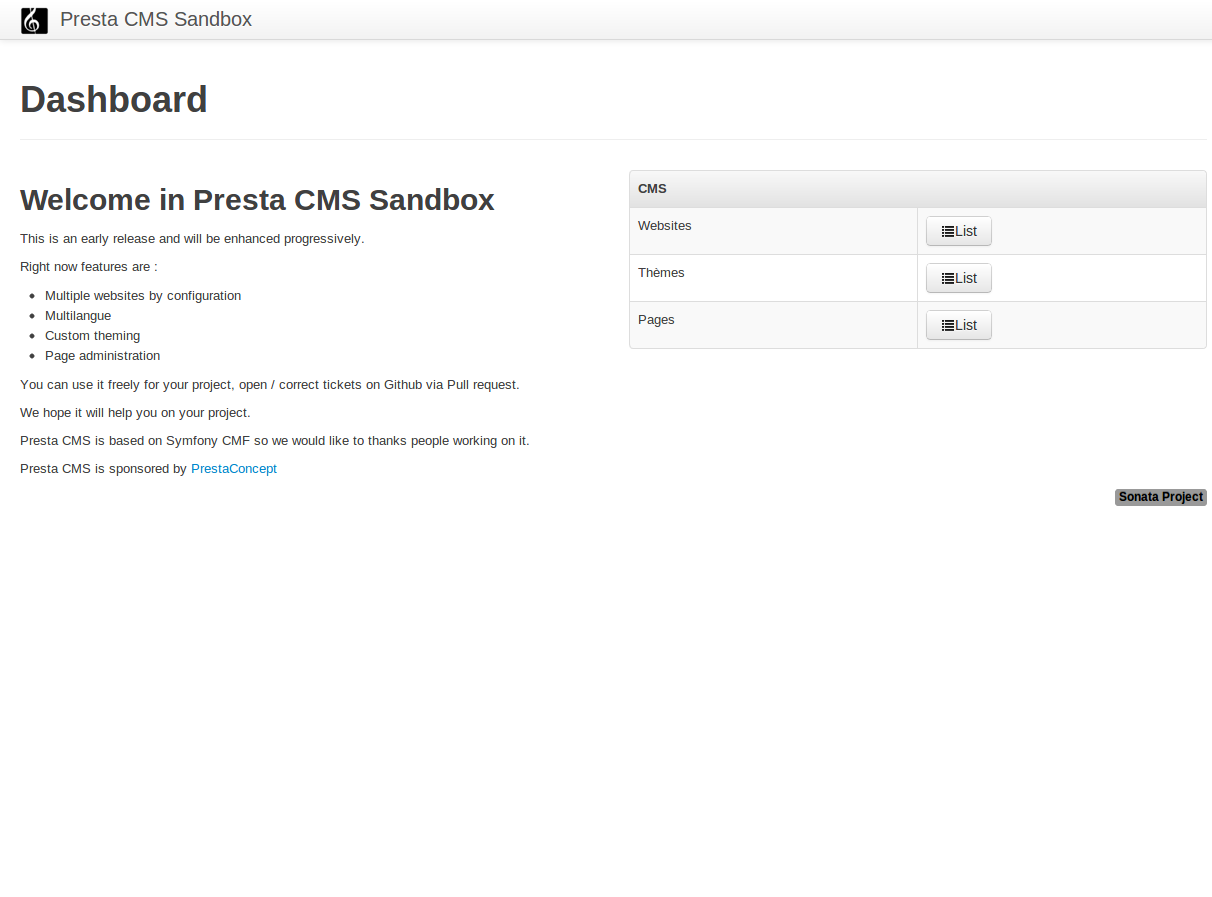 Presta CMS Sandbox
Dashboard
Welcome in Presta CMS Sandbox
This is an early release and will be enhanced progressively.
Right now features are :
Multiple websites by configuration
Multilangue
Custom theming
Page administration
You can use it freely for your project, open / correct tickets on Github via Pull request.
We hope it will help you on your project.
Presta CMS is based on Symfony CMF so we would like to thanks people working on it.
Presta CMS is sponsored by PrestaConcept
CMS
Websites List
Thèmes List
Pages List
Sonata Project